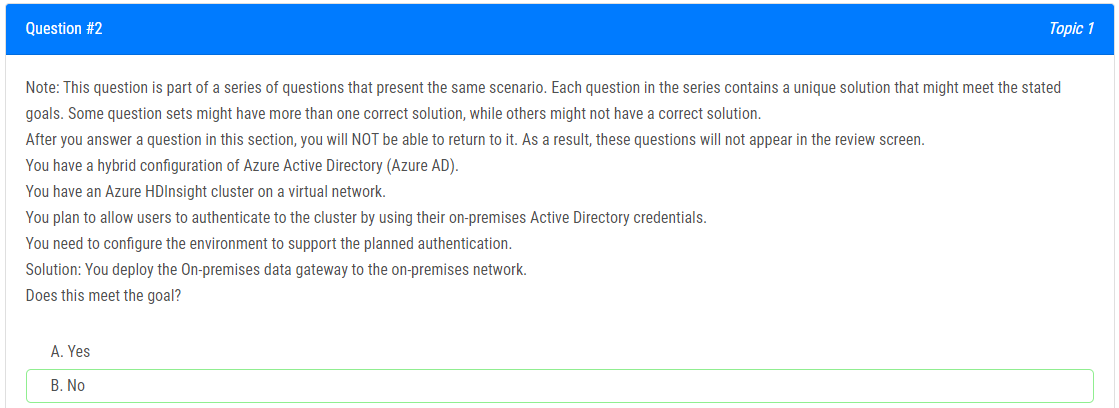 Question #2
Topic 1
Note: This question is part of a series of questions that present the same scenario. Each question in the series contains a unique solution that might meet the stated
goals. Some question sets might have more than one correct solution, while others might not have a correct solution.
After you answer a question in this section, you will NOT be able to return to it. As a result, these questions will not appear in the review screen.
You have a hybrid configuration of Azure Active Directory (Azure AD).
You have an Azure HDInsight cluster on a virtual network.
You plan to allow users to authenticate to the cluster by using their on-premises Active Directory credentials.
You need to configure the environment to support the planned authentication.
Solution: You deploy the On-premises data gateway to the on-premises network.
Does this meet the goal?
A. Yes
B. No